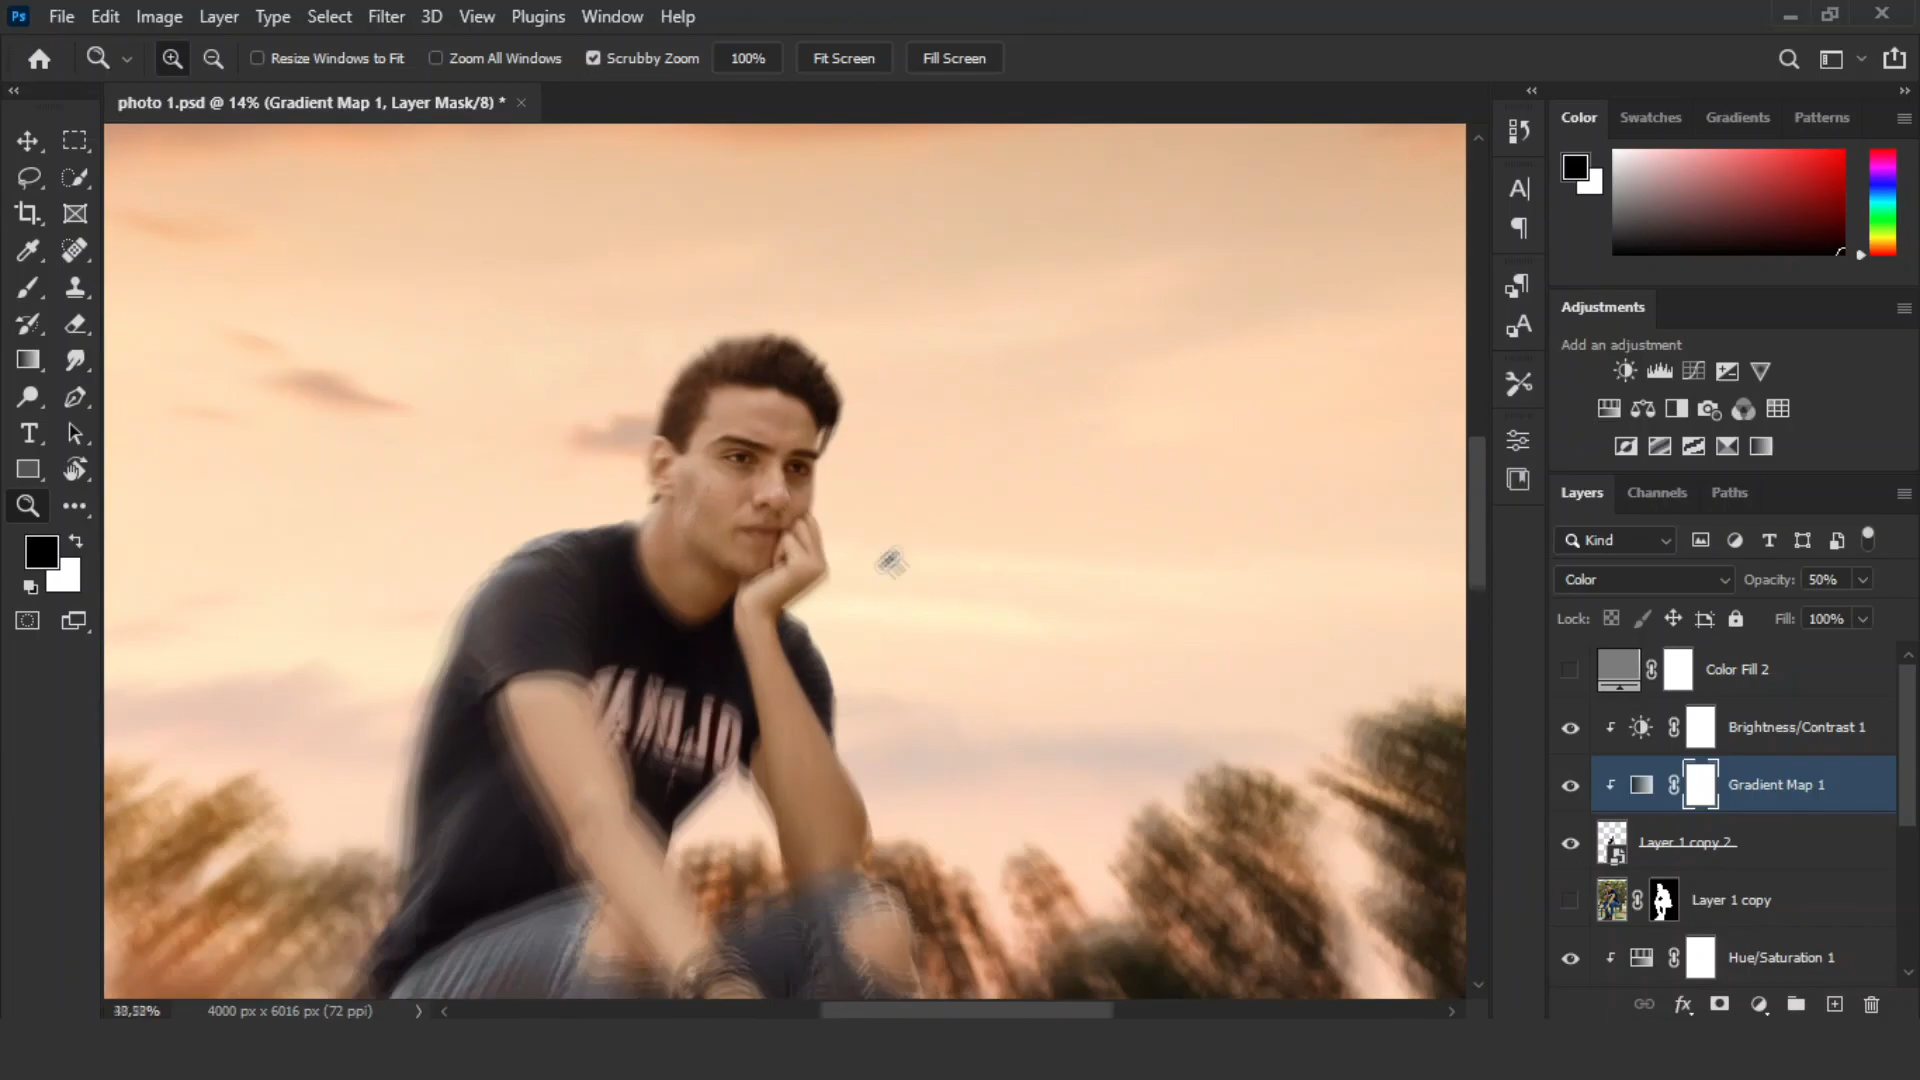 Ps File Edit Image Layer Type Select Filter 3D View Plugins Window Help
Resize Windows to Fit Zoom All Windows Scrubby Zoom 100% Fit Screen Fill Screen
photo 1.psd @ 14% (Gradient Map 1, Layer Mask/8) *
Color Swatches Gradients Patterns
Adjustments
Add an adjustment
Layers Channels Paths
Kind
Color Opacity: 50%
Lock: Fill: 100%
Color Fill 2
Brightness/Contrast 1
Gradient Map 1
Layer 1 copy 2
Layer 1 copy
Hue/Saturation 1
4000 px x 6016 px (72 ppi)